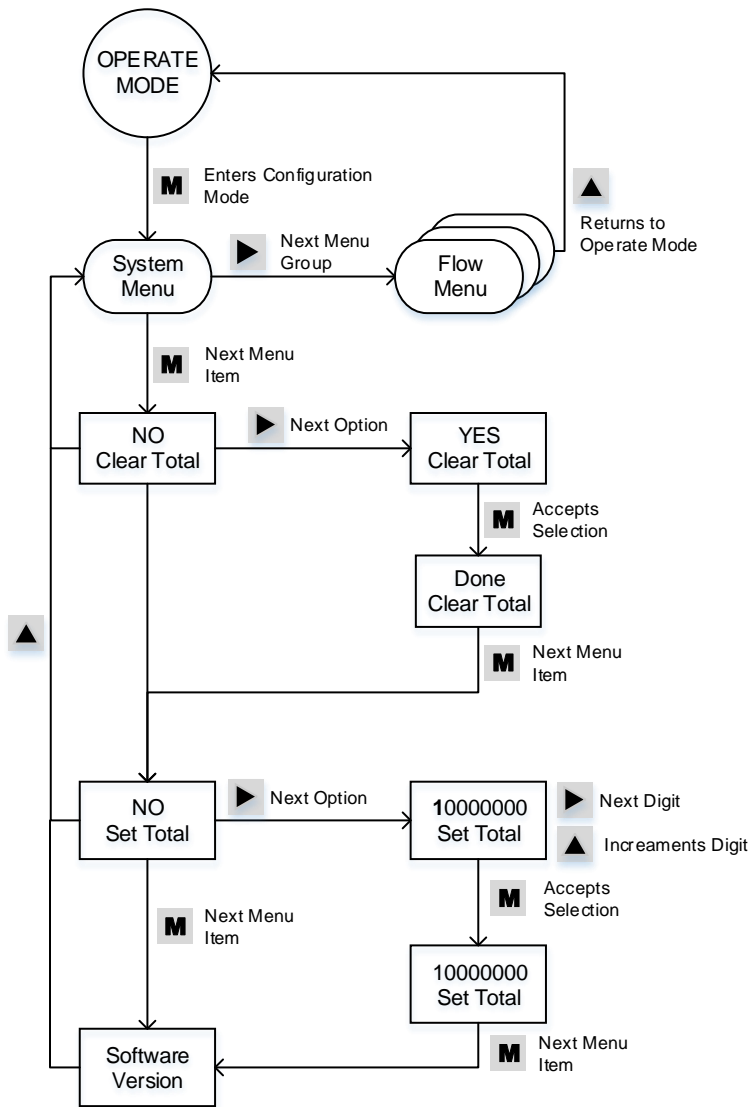 OPERATE
MODE
M
Enters Configuration
Mode
Returns to
Operate Mode
System
Menu
Next Menu
Group
Flow
Menu
M
Next Menu
Item
NO
Clear Total
Next Option
YES
Clear Total
M
Accepts
Selection
Done
Clear Total
M
Next Menu
Item
NO
Set Total
Next Option
10000000
Set Total
Next Digit
Increaments Digit
M
Next Menu
Item
M
Accepts
Selection
10000000
Set Total
M
Next Menu
Item
Software
Version